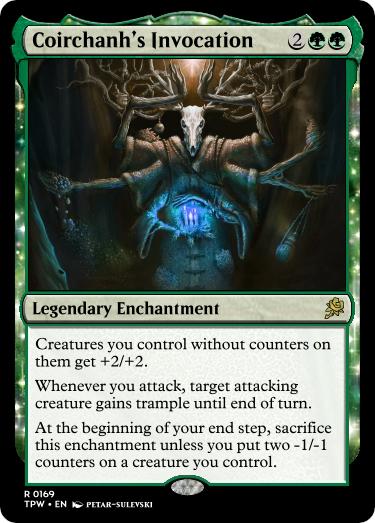 Coirchanh's Invocation 2
Legendary Enchantment
Creatures you control without counters on
them get +2/+2.
Whenever you attack, target attacking
creature gains trample until end of turn.
At the beginning of your end step, sacrifice
this enchantment unless you put two -1/-1
counters on a creature you control.
R 0169
TPW • EN PETAR-SULEVSKI